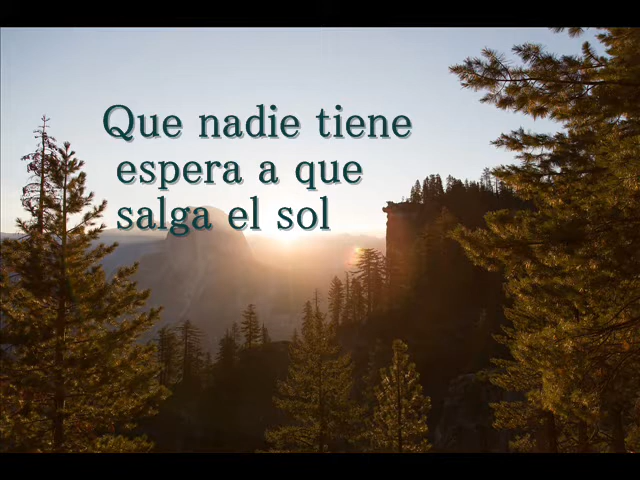 Que nadie tiene
espera a que
salga el sol